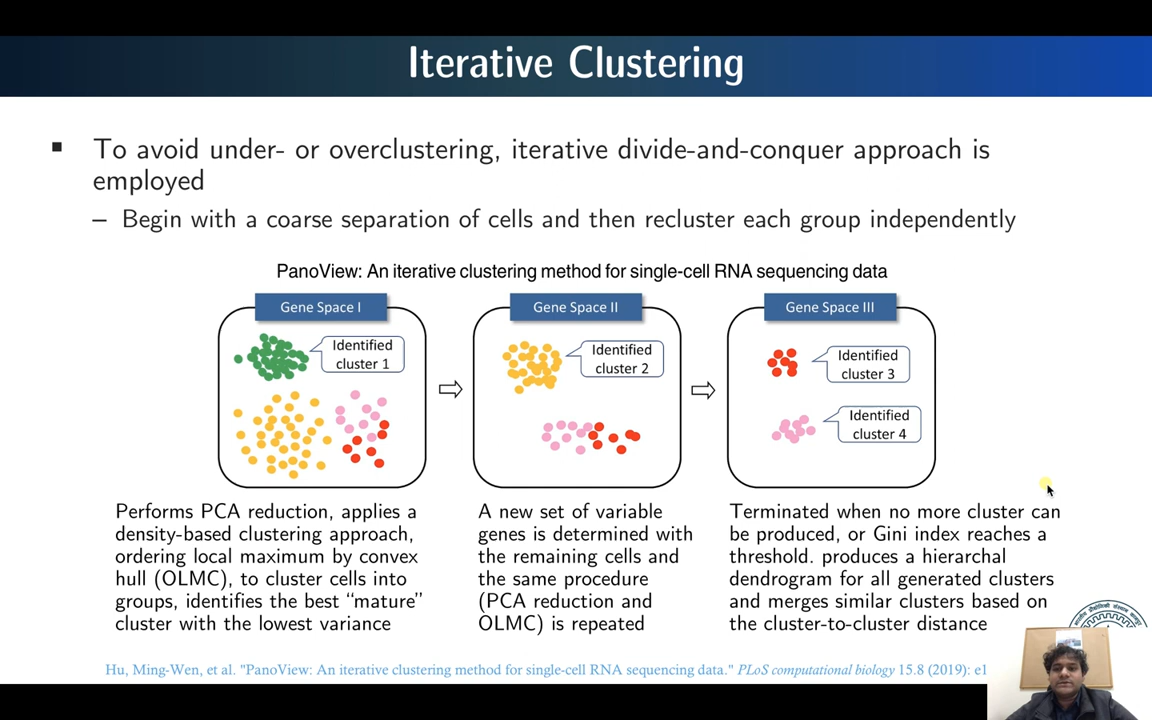 Iterative Clustering
▪ To avoid under- or overclustering, iterative divide-and-conquer approach is
employed
– Begin with a coarse separation of cells and then recluster each group independently
PanoView: An iterative clustering method for single-cell RNA sequencing data
Gene Space I
Identified
cluster 1
Gene Space II
Identified
cluster 2
Gene Space III
Identified
cluster 3
Identified
cluster 4
Performs PCA reduction, applies a
density-based clustering approach,
ordering local maximum by convex
hull (OLMC), to cluster cells into
groups, identifies the best “mature”
cluster with the lowest variance
A new set of variable
genes is determined with
the remaining cells and
the same procedure
(PCA reduction and
OLMC) is repeated
Terminated when no more cluster can
be produced, or Gini index reaches a
threshold. produces a hierarchal
dendrogram for all generated clusters
and merges similar clusters based on
the cluster-to-cluster distance
Hu, Ming-Wen, et al. "PanoView: An iterative clustering method for single-cell RNA sequencing data." PLoS computational biology 15.8 (2019): e1